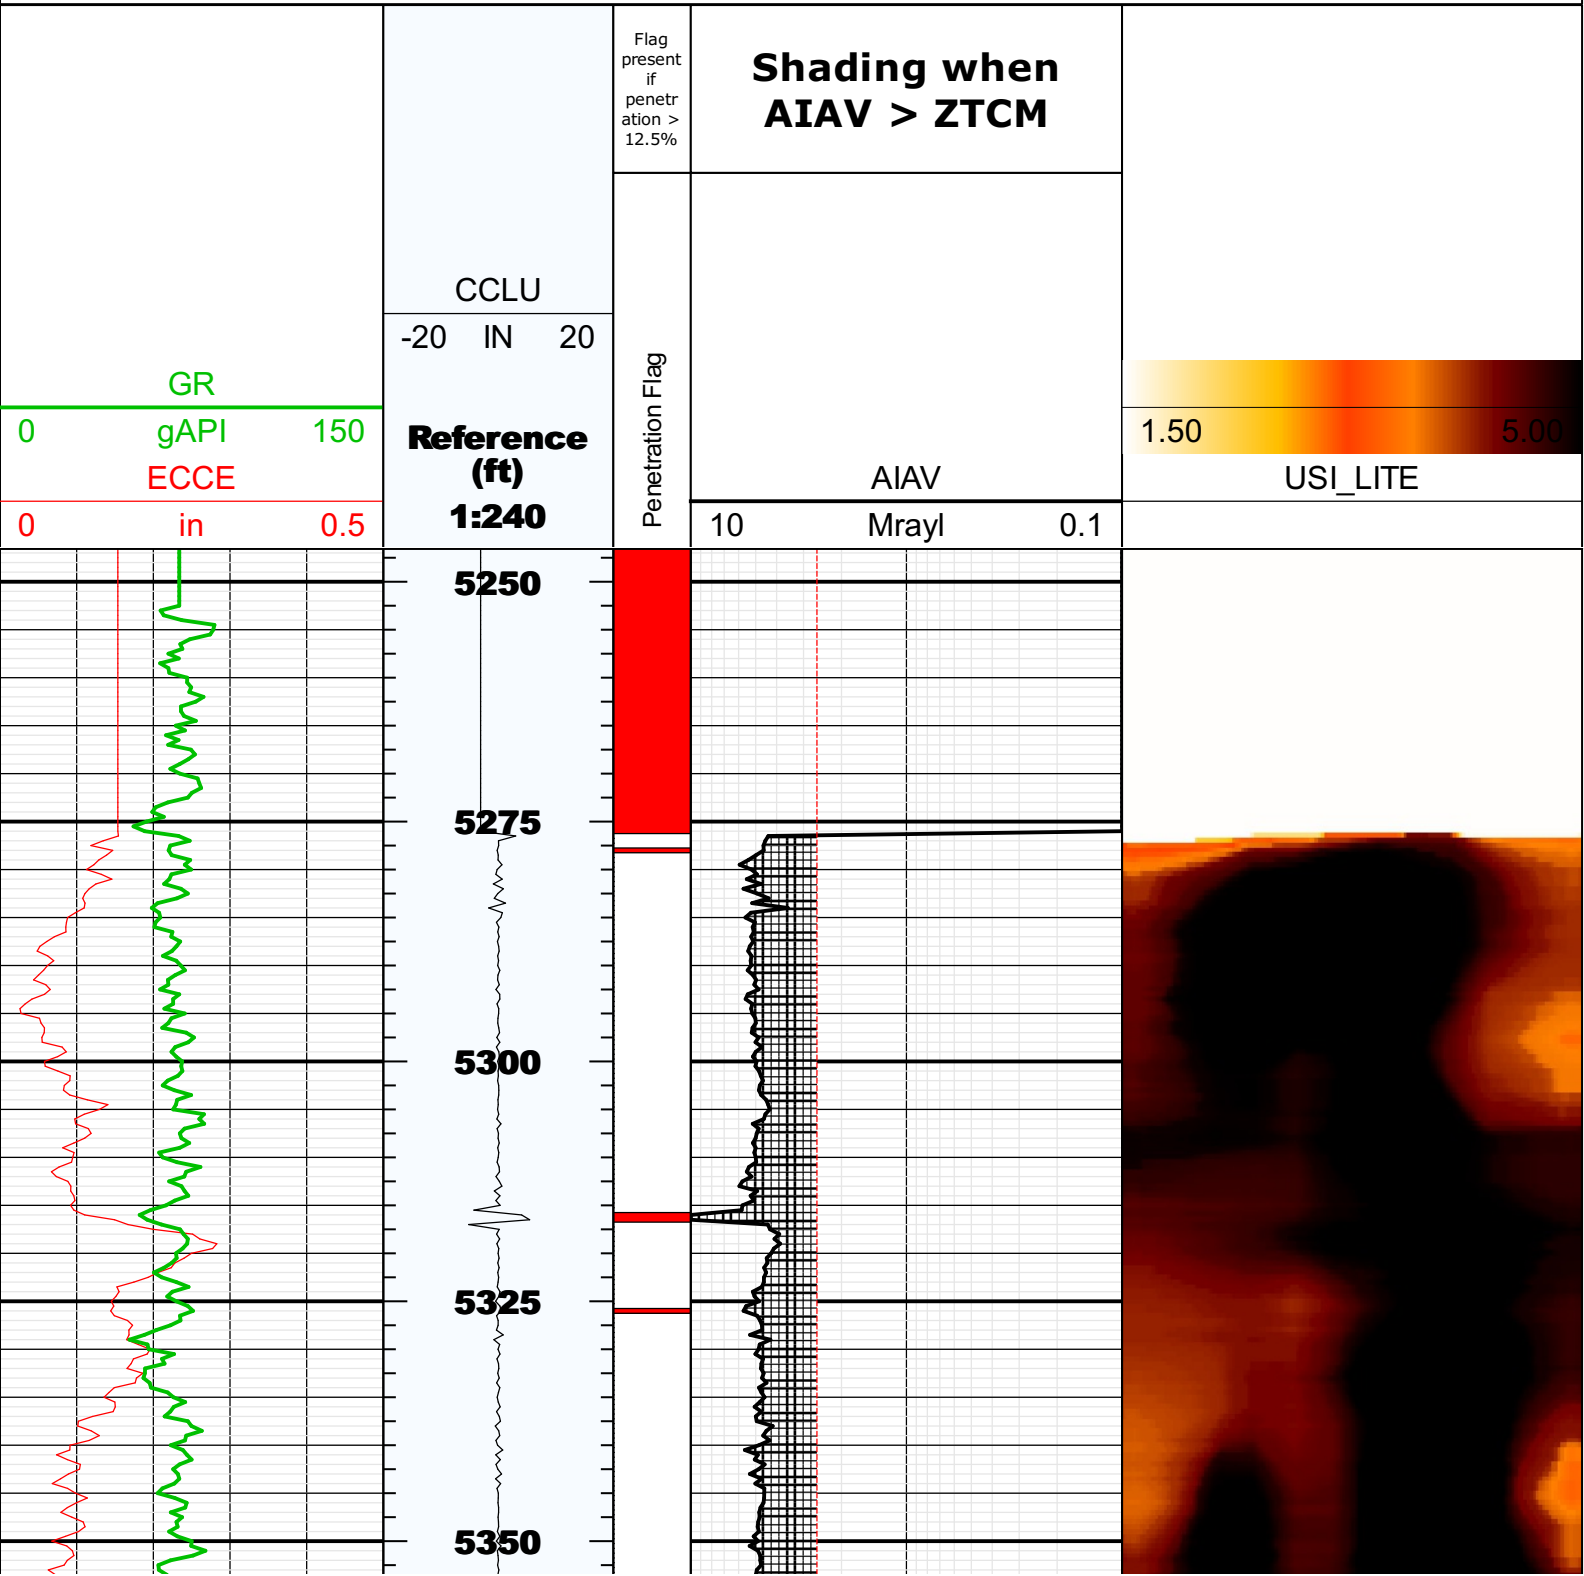 Flag
present
if
penetr
ation >
12.5%
Shading when
AIAV > ZTCM
CCLU
-20 IN 20
GR
0 gAPI 150
ECCE
0 in 0.5
Reference
(ft)
1:240
Penetration Flag
AIAV
10 Mrayl 0.1
1.50 5.00
USI_LITE
5250
5275
5300
5325
5350